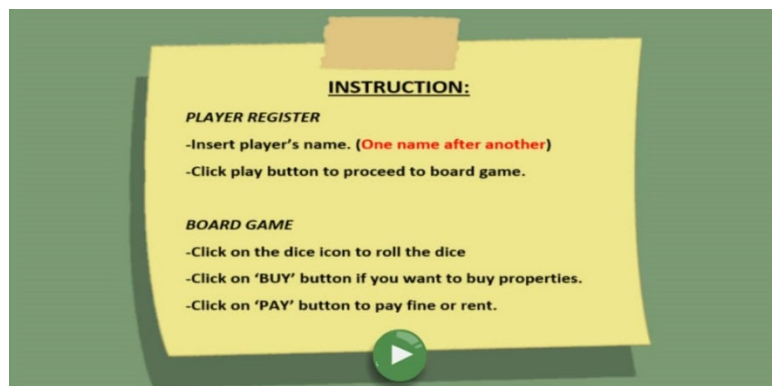 INSTRUCTION:
PLAYER REGISTER
-Insert player’s name. (One name after another)
-Click play button to proceed to board game.
BOARD GAME
-Click on the dice icon to roll the dice
-Click on ‘BUY’ button if you want to buy properties.
-Click on ‘PAY’ button to pay fine or rent.